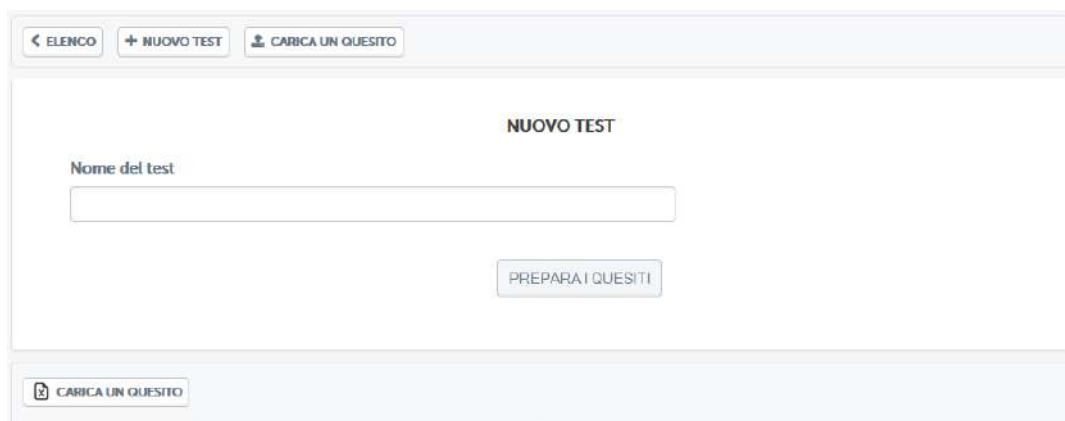 ELENCO NUOVO TEST CARICA UN QUESITO
NUOVO TEST
Nome del test
PREPARA I QUESITI
CARICA UN QUESITO